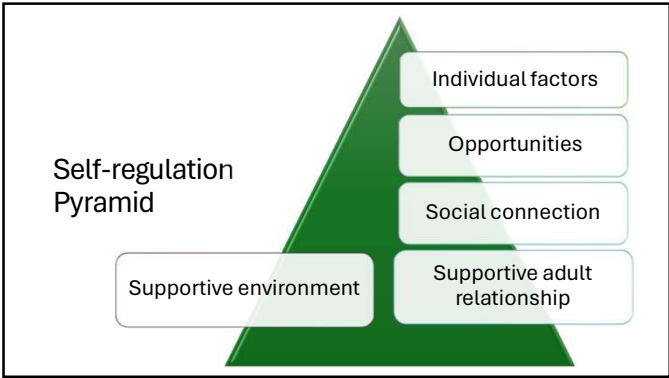 Self-regulation
Pyramid
Individual factors
Opportunities
Social connection
Supportive environment
Supportive adult
relationship